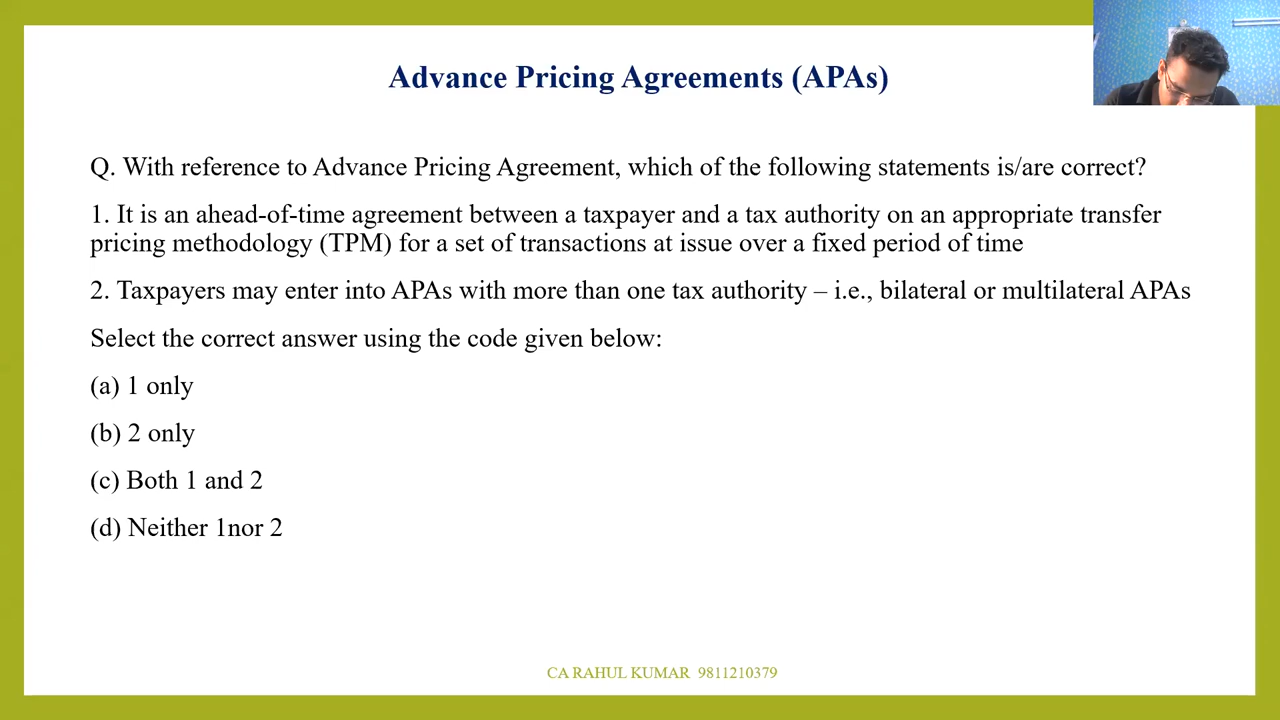 Advance Pricing Agreements (APAs)
Q. With reference to Advance Pricing Agreement, which of the following statements is/are correct?
1. It is an ahead-of-time agreement between a taxpayer and a tax authority on an appropriate transfer
pricing methodology (TPM) for a set of transactions at issue over a fixed period of time
2. Taxpayers may enter into APAs with more than one tax authority – i.e., bilateral or multilateral APAs
Select the correct answer using the code given below:
(a) 1 only
(b) 2 only
(c) Both 1 and 2
(d) Neither 1nor 2
CA RAHUL KUMAR 9811210379